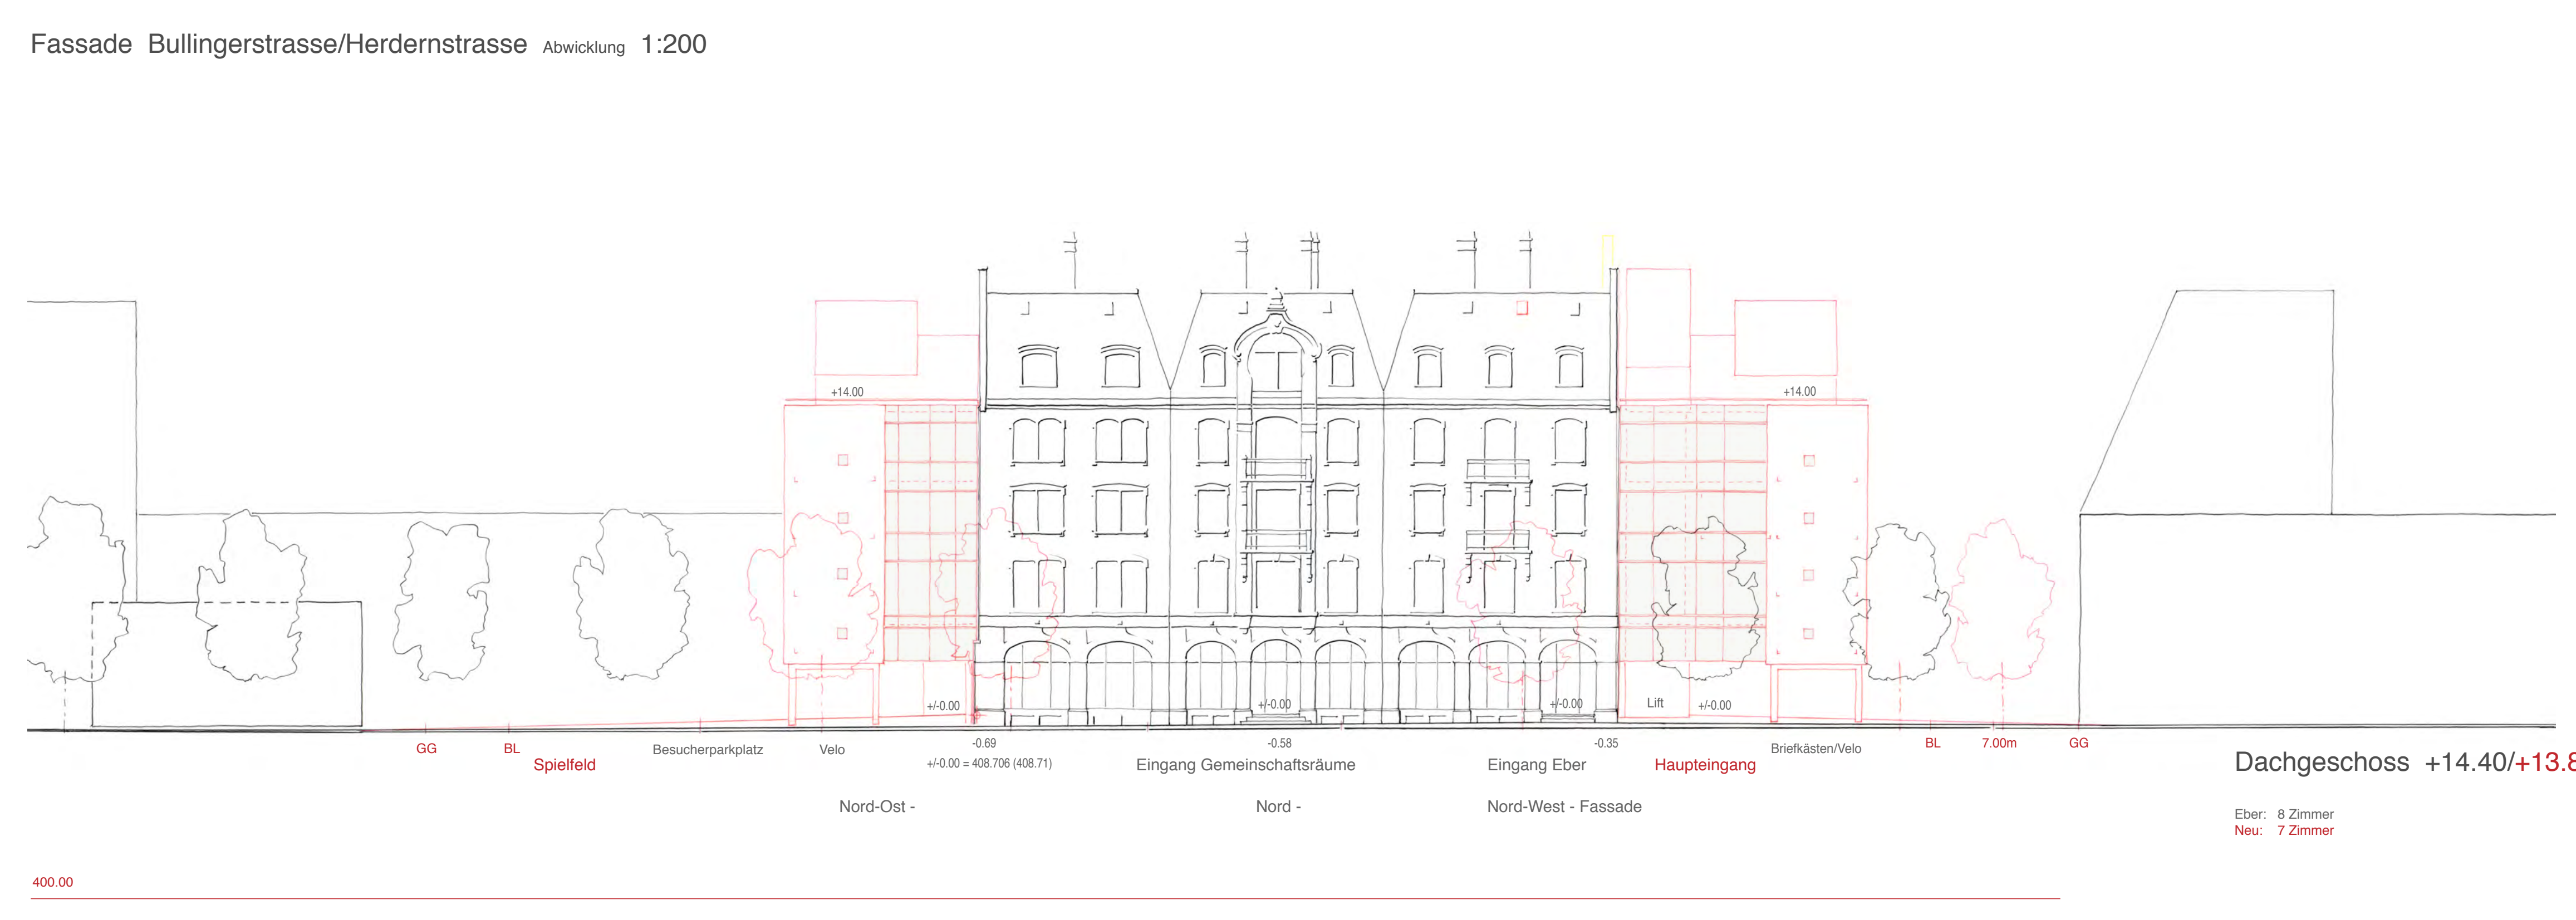 Fassade Bullingerstrasse/Herdernstrasse Abwicklung 1:200
+14.00
+14.00
+/-0.00
+/-0.00
+/-0.00
Lift
+/-0.00
GG
BL
Besucherparkplatz
Velo
-0.69
-0.58
-0.35
Briefkästen/Velo
BL
7.00m
GG
Spielfeld
+/-0.00 = 408.706 (408.71)
Eingang Gemeinschaftsräume
Eingang Eber
Haupteingang
Dachgeschoss +14.40/+13.8
Nord-Ost -
Nord -
Nord-West - Fassade
Eber: 8 Zimmer
Neu: 7 Zimmer
400.00